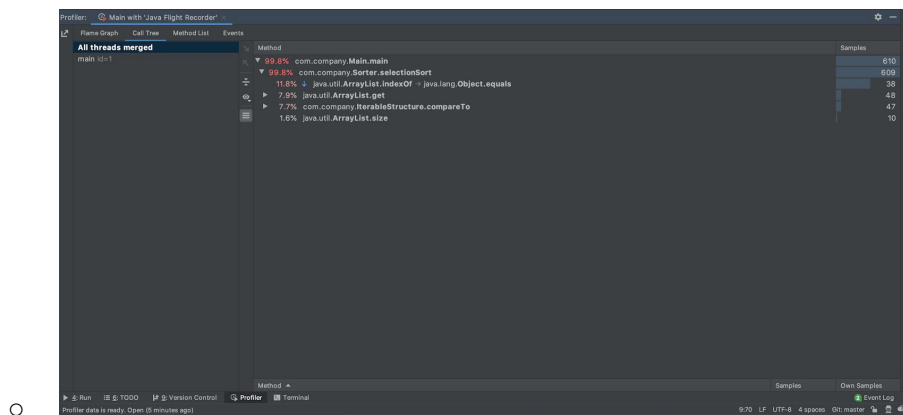 Profiler: Main with 'Java Flight Recorder' ×
Flame Graph Call Tree Method List Events
All threads merged
main id=1
Method Samples
99.8% com.company.Main.main 610
99.8% com.company.Sorter.selectionSort 609
11.8% ↓ java.util.ArrayList.indexOf → java.lang.Object.equals 38
7.9% java.util.ArrayList.get 48
7.7% com.company.IterableStructure.compareTo 47
1.6% java.util.ArrayList.size 10
Method Samples Own Samples
4: Run 6: TODO 9: Version Control Profiler Terminal 2 Event Log
Profiler data is ready. Open (5 minutes ago) 9:70 LF UTF-8 4 spaces Git: master